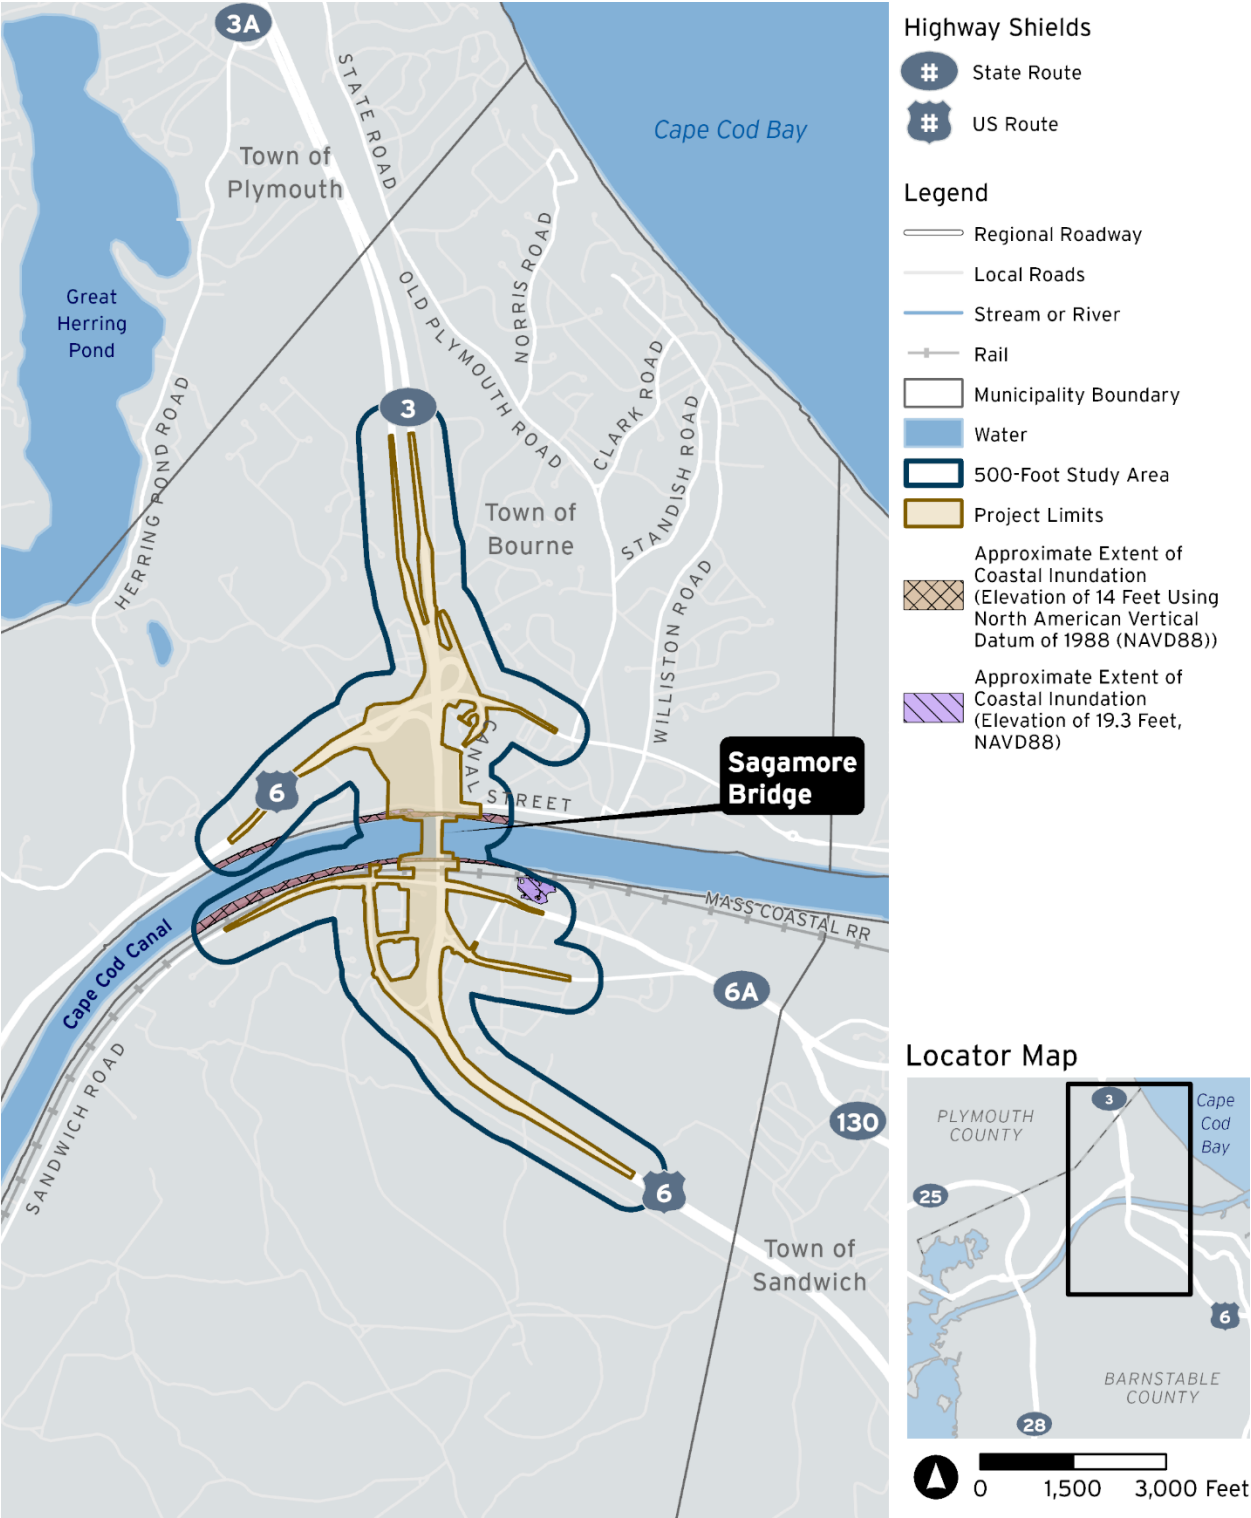 3A
STATE ROAD
Town of
Plymouth
Cape Cod Bay
Great
Herring
Pond
NORRIS ROAD
OLD PLYMOUTH ROAD
HERRING POND ROAD
3
CLARK ROAD
STANDISH ROAD
Town of
Bourne
WILLISTON ROAD
CANAL STREET
6
Sagamore
Bridge
MASS COASTAL RR
Cape Cod Canal
6A
SANDWICH ROAD
130
6
Town of
Sandwich
Highway Shields
# State Route
# US Route
Legend
Regional Roadway
Local Roads
Stream or River
Rail
Municipality Boundary
Water
500-Foot Study Area
Project Limits
Approximate Extent of
Coastal Inundation
(Elevation of 14 Feet Using
North American Vertical
Datum of 1988 (NAVD88))
Approximate Extent of
Coastal Inundation
(Elevation of 19.3 Feet,
NAVD88)
Locator Map
3
PLYMOUTH
COUNTY
Cape
Cod
Bay
25
6
BARNSTABLE
COUNTY
28
0 1,500 3,000 Feet